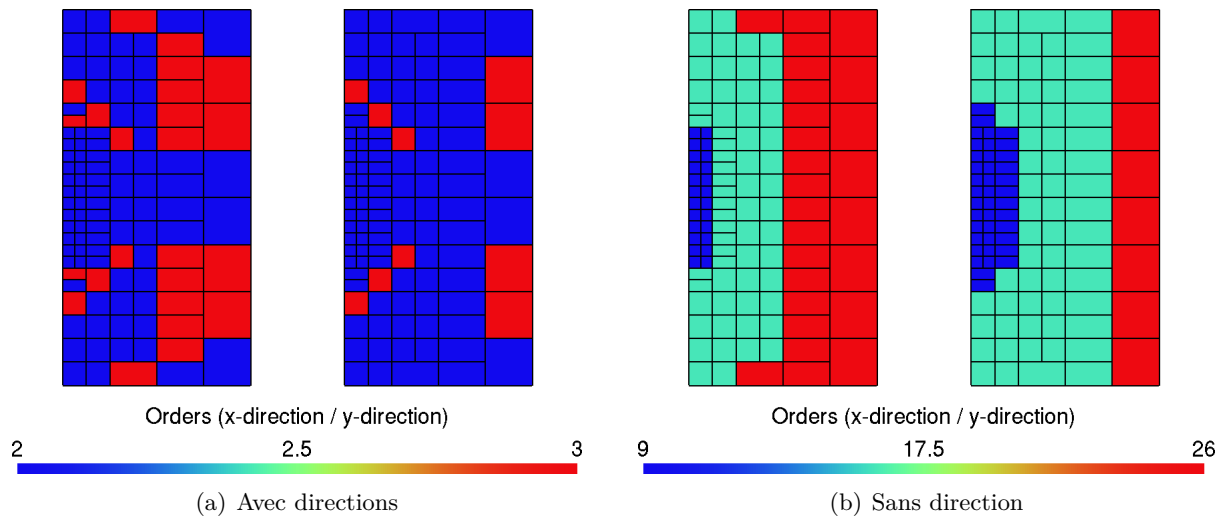 Orders (x-direction / y-direction)
2 2.5 3
(a) Avec directions
Orders (x-direction / y-direction)
9 17.5 26
(b) Sans direction